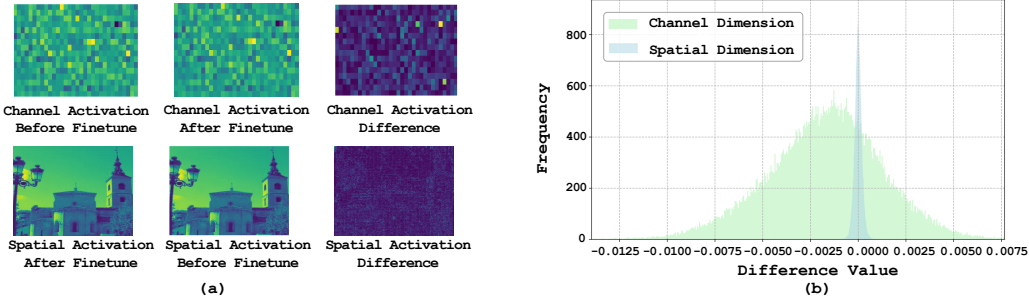 Channel Activation
Before Finetune
Channel Activation
After Finetune
Channel Activation
Difference
Spatial Activation
After Finetune
Spatial Activation
Before Finetune
Spatial Activation
Difference
(a)
Channel Dimension
Spatial Dimension
Frequency
800
600
400
200
0
−0.0125 −0.0100 −0.0075 −0.0050 −0.0025 0.0000 0.0025 0.0050 0.0075
Difference Value
(b)